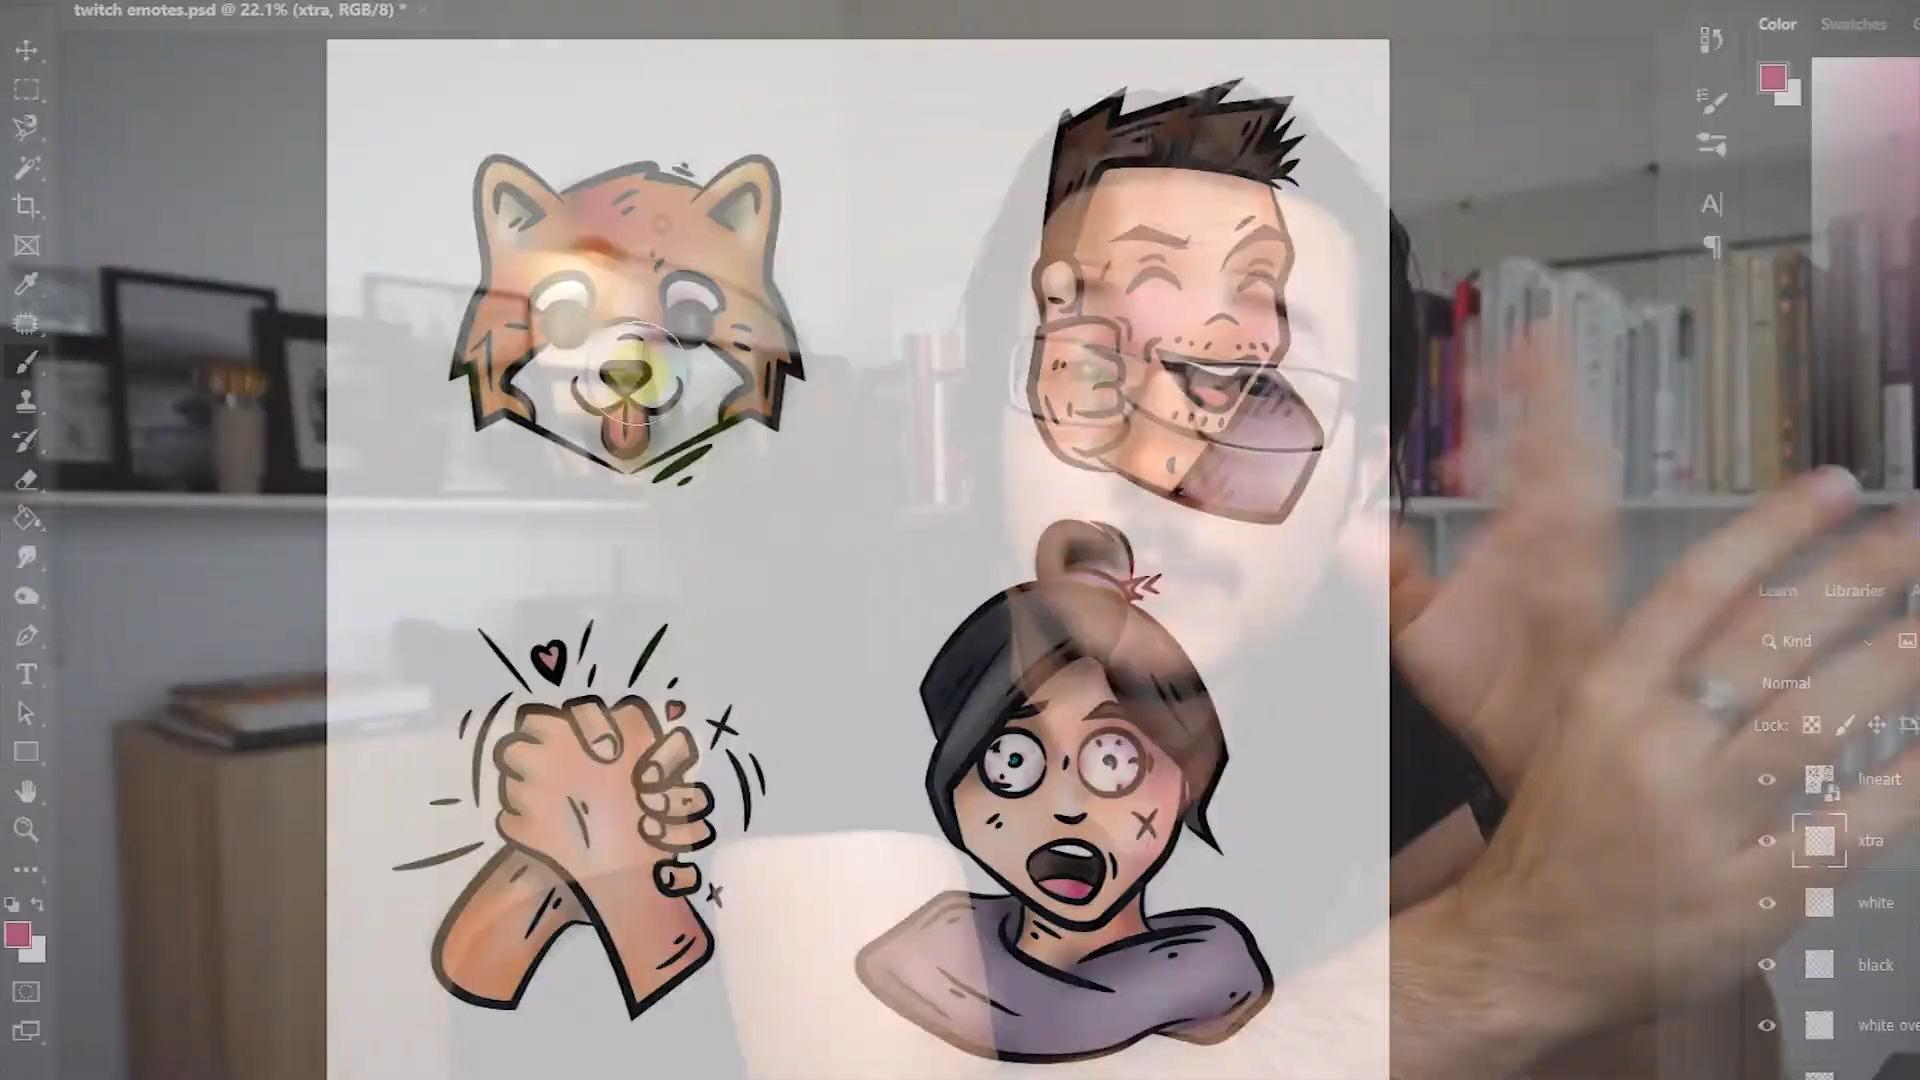 twitch emotes.psd @ 22.1% (xtra, RGB/8) *
Color Swatches
Learn Libraries
Kind
Normal
Lock:
lineart
xtra
white
black
white ove